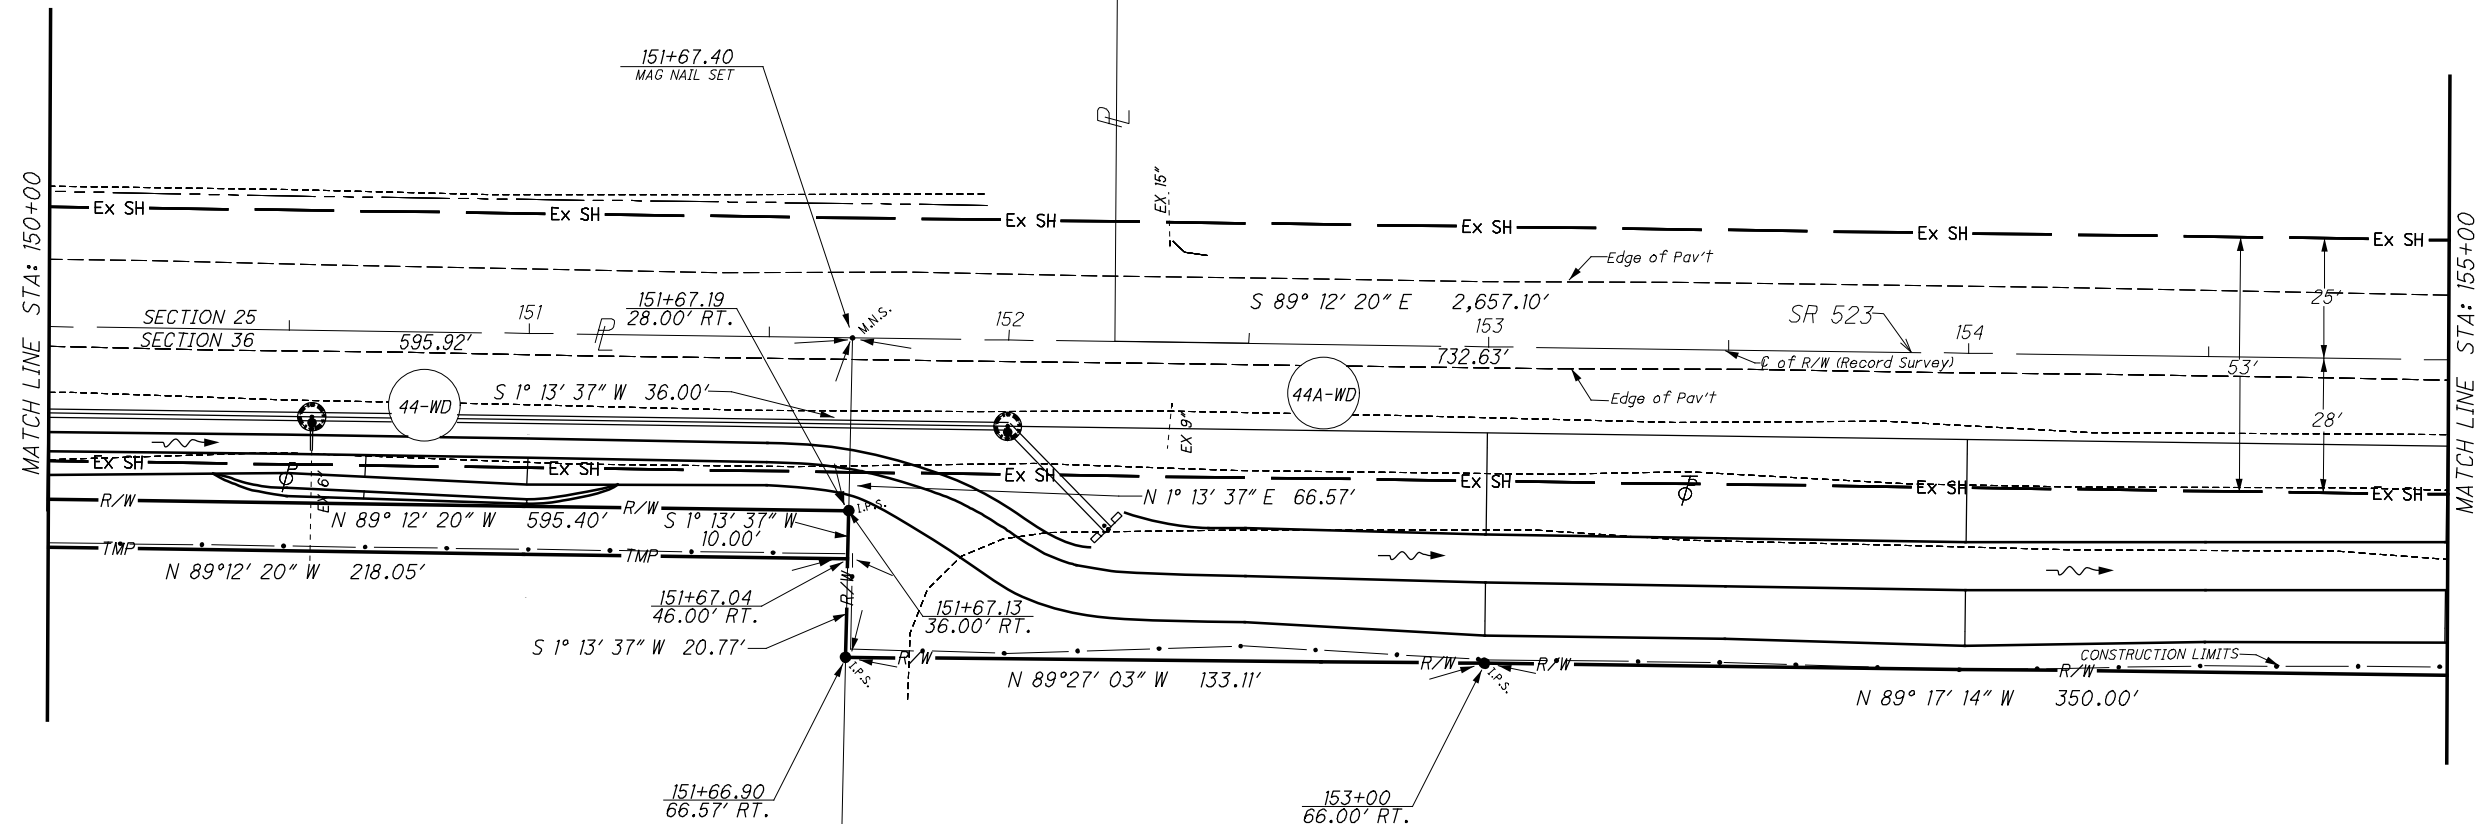 151+67.40
MAG NAIL SET
PL
EX 15"
MATCH LINE STA: 150+00
MATCH LINE STA: 155+00
Ex SH
Ex SH
Ex SH
Ex SH
Ex SH
Ex SH
Edge of Pav't
S 89° 12' 20" E 2,657.10'
25'
SECTION 25
SECTION 36
151
151+67.19
28.00' RT.
M.N.S.
152
153
SR 523
154
PL
595.92'
732.63'
℄ of R/W (Record Survey)
53'
44-WD
S 1° 13' 37" W 36.00'
44A-WD
Edge of Pav't
28'
EX 9"
Ex SH
Ex SH
Ex SH
Ex SH
Ex SH
Ex SH
P
T
EX 6'
R/W
R/W
I.P.S.
N 1° 13' 37" E 66.57'
N 89° 12' 20" W 595.40'
S 1° 13' 37" W
10.00'
TMP
TMP
N 89°12' 20" W 218.05'
R/W
151+67.04
46.00' RT.
151+67.13
36.00' RT.
S 1° 13' 37" W 20.77'
I.P.S.
R/W
R/W
R/W
I.P.S.
CONSTRUCTION LIMITS
R/W
N 89°27' 03" W 133.11'
N 89° 17' 14" W 350.00'
151+66.90
66.57' RT.
153+00
66.00' RT.